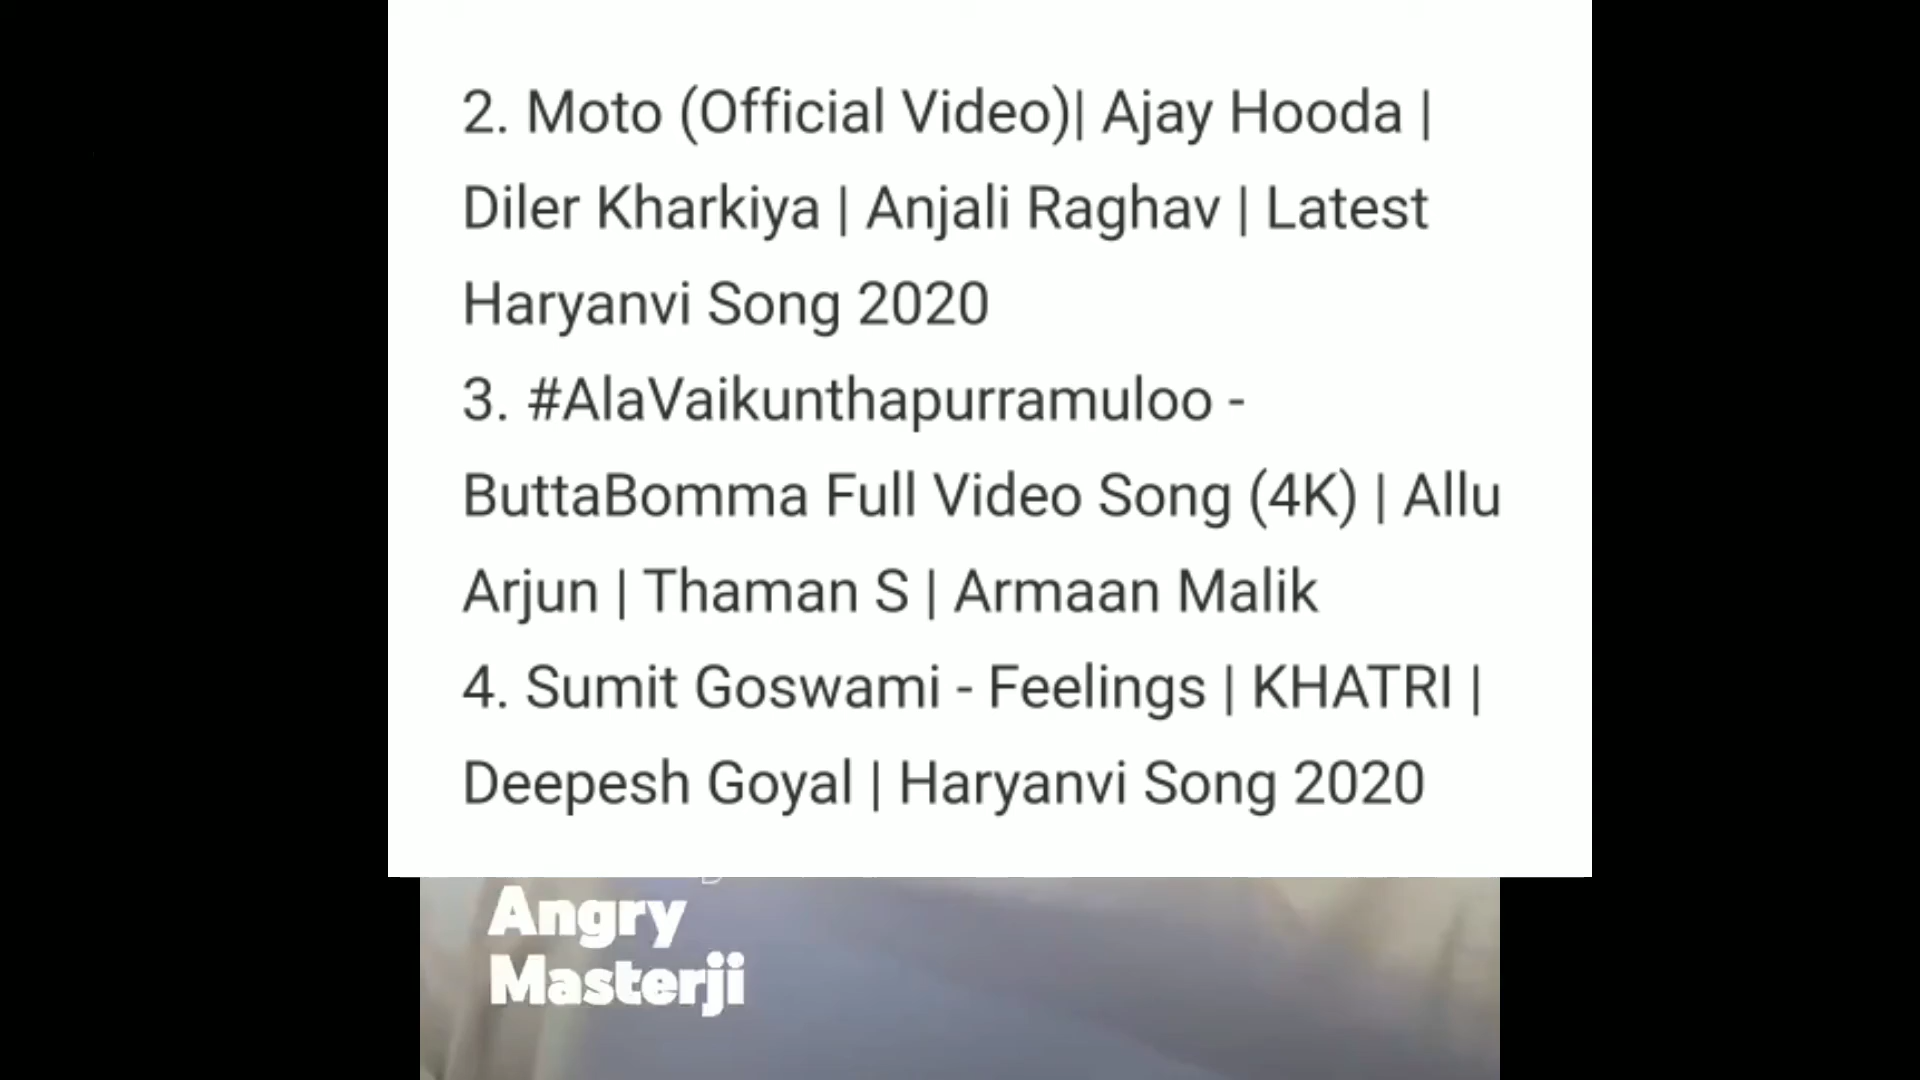 2. Moto (Official Video)| Ajay Hooda |
Diler Kharkiya | Anjali Raghav | Latest
Haryanvi Song 2020
3. #AlaVaikunthapurramuloo -
ButtaBomma Full Video Song (4K) | Allu
Arjun | Thaman S | Armaan Malik
4. Sumit Goswami - Feelings | KHATRI |
Deepesh Goyal | Haryanvi Song 2020
Angry
Masterji